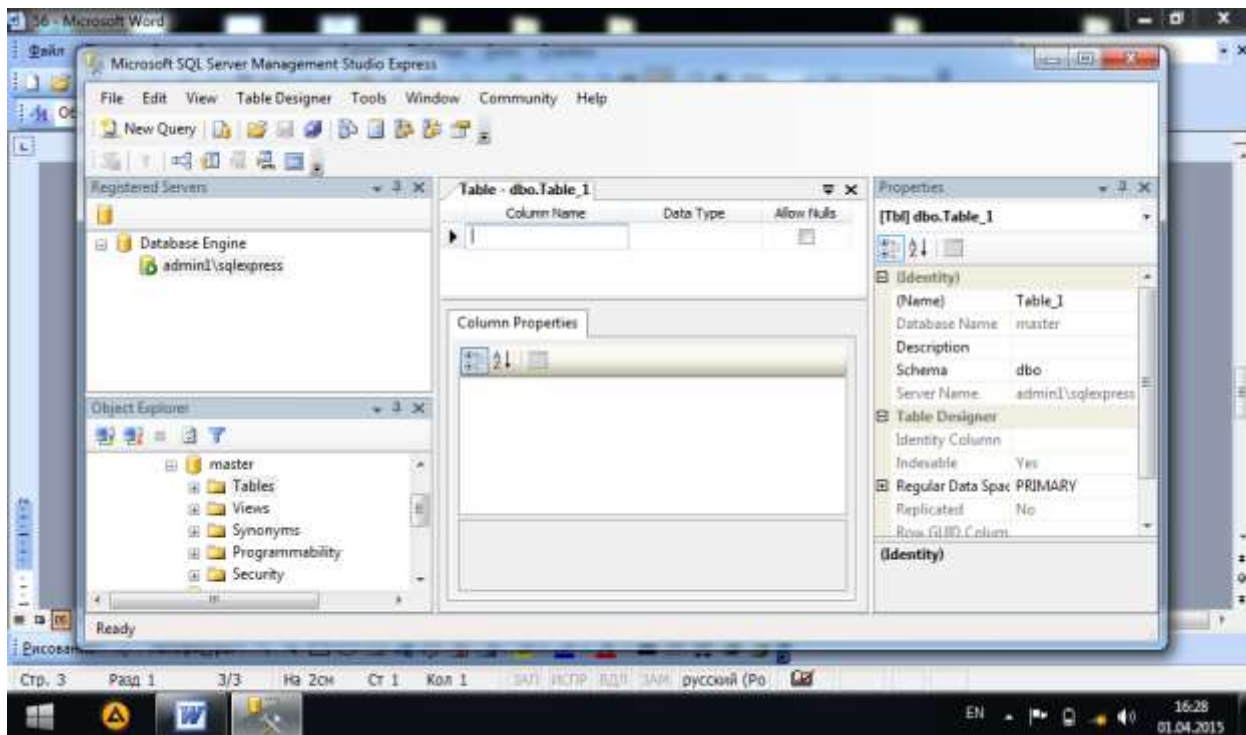 56 - Microsoft Word
Файл
Microsoft SQL Server Management Studio Express
File Edit View Table Designer Tools Window Community Help
New Query
Registered Servers
Database Engine
admin1\sqlexpress
Object Explorer
master
Tables
Views
Synonyms
Programmability
Security
Table - dbo.Table_1
Column Name Data Type Allow Nulls
Column Properties
Properties
[Tbl] dbo.Table_1
(Identity)
(Name) Table_1
Database Name master
Description
Schema dbo
Server Name admin1\sqlexpress
Table Designer
Identity Column
Indexable Yes
Regular Data Spac PRIMARY
Replicated No
Row GUID Column
(Identity)
Ready
Стр. 3 Разд 1 3/3 На 2см Ст 1 Кол 1 ЗАП ИСПР ВДЛ ЗАМ русский (Ро
EN
16:28
01.04.2015